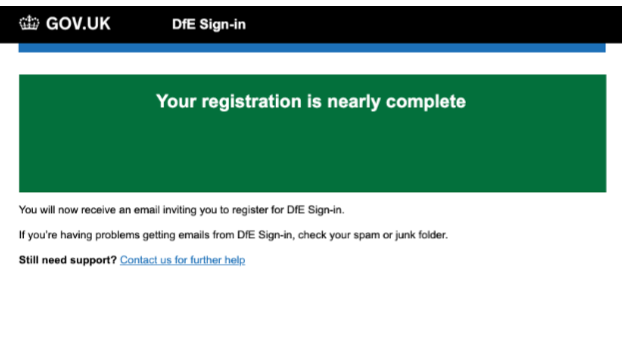 GOV.UK
DfE Sign-in
Your registration is nearly complete
You will now receive an email inviting you to register for DfE Sign-in.
If you're having problems getting emails from DfE Sign-in, check your spam or junk folder.
Still need support? Contact us for further help